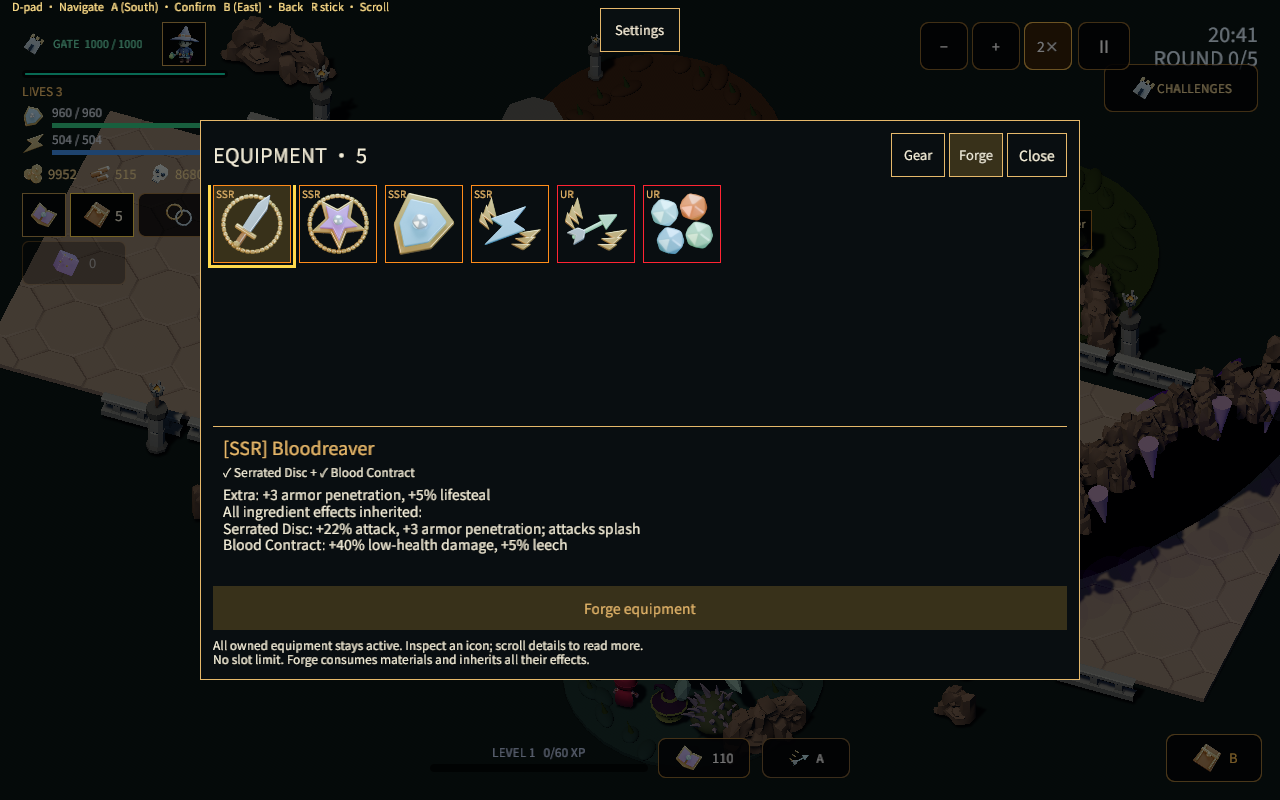 D-pad • Navigate A (South) • Confirm B (East) • Back R stick • Scroll
Settings
GATE 1000 / 1000
20:41
ROUND 0/5
− + 2× II
CHALLENGES
LIVES 3
960 / 960
504 / 504
9952 515 8680
5
0
EQUIPMENT • 5
Gear Forge Close
SSR SSR SSR SSR UR UR
[SSR] Bloodreaver
✓ Serrated Disc + ✓ Blood Contract
Extra: +3 armor penetration, +5% lifesteal
All ingredient effects inherited:
Serrated Disc: +22% attack, +3 armor penetration; attacks splash
Blood Contract: +40% low-health damage, +5% leech
Forge equipment
All owned equipment stays active. Inspect an icon; scroll details to read more.
No slot limit. Forge consumes materials and inherits all their effects.
LEVEL 1 0/60 XP
110
A
B